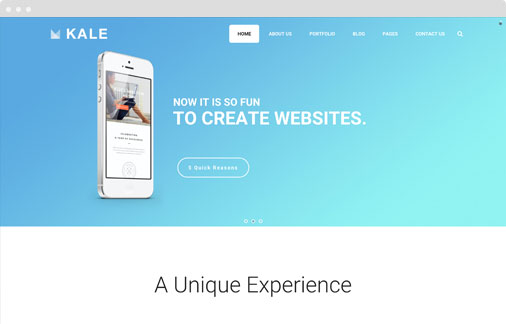 KALE
HOME ABOUT US PORTFOLIO BLOG PAGES CONTACT US
NOW IT IS SO FUN
TO CREATE WEBSITES.
5 Quick Reasons
A Unique Experience